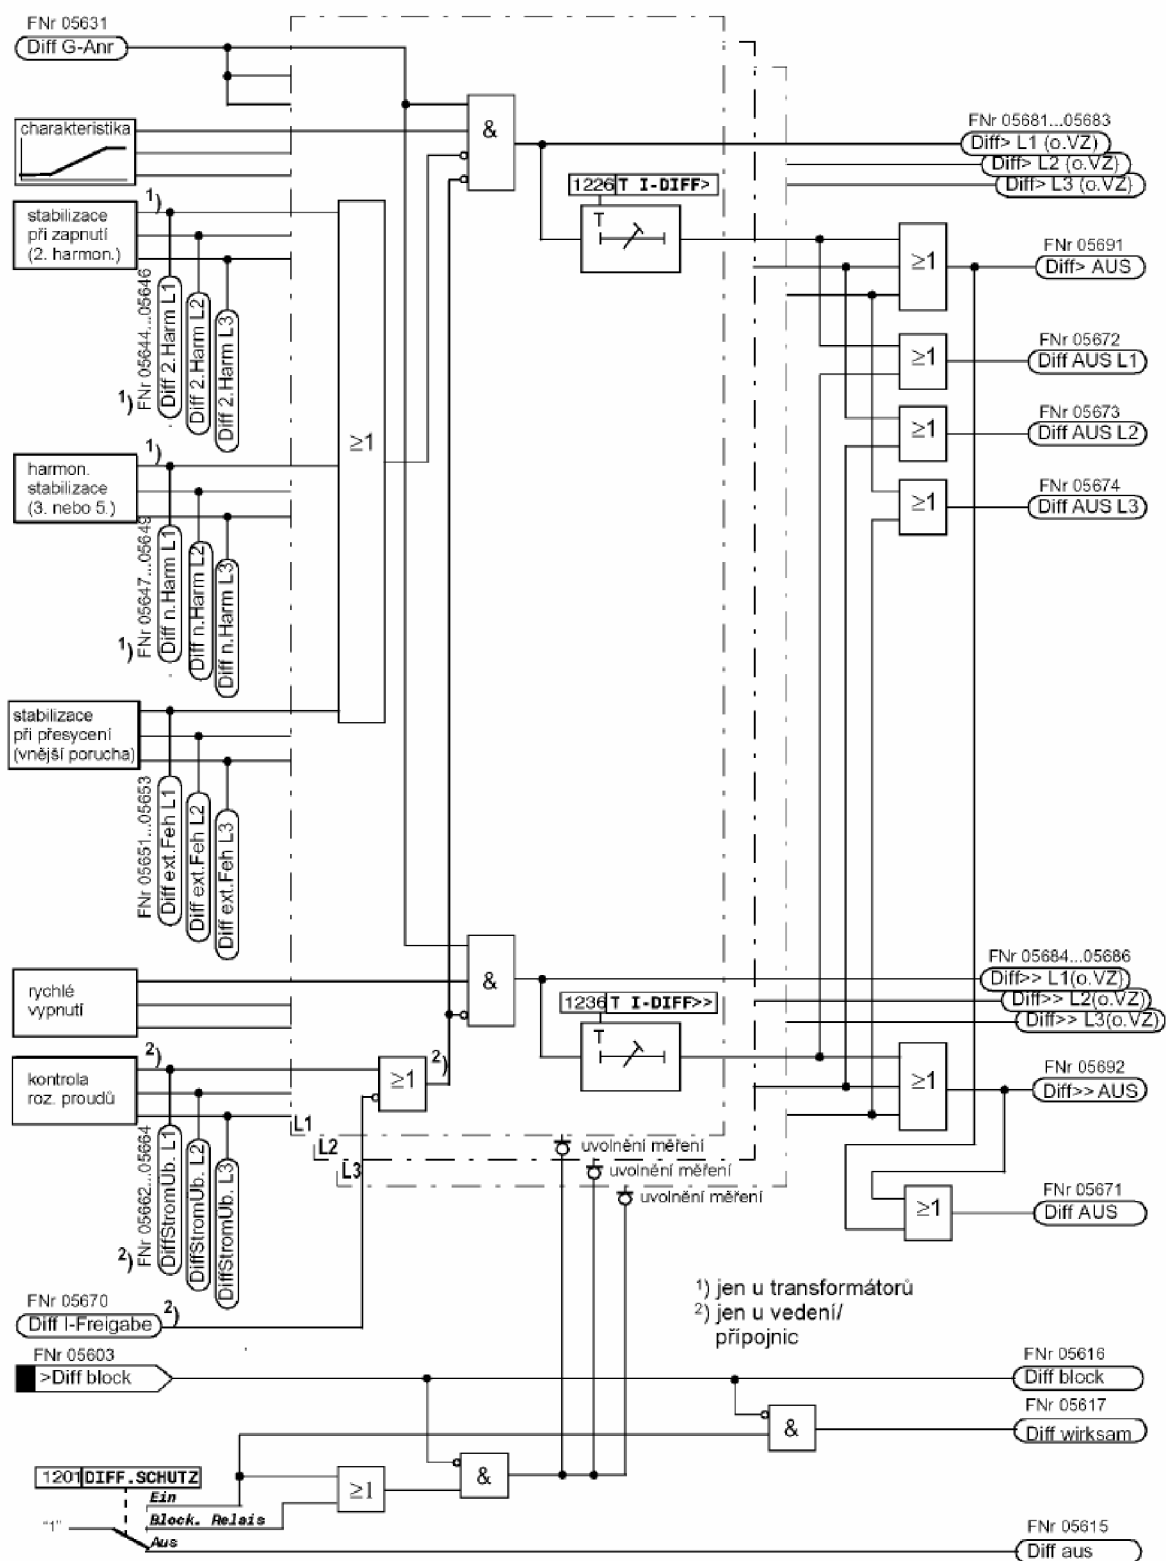 FNr 05631
Diff G-Anr
charakteristika
&
FNr 05681...05683
Diff> L1 (o.VZ)
Diff> L2 (o.VZ)
Diff> L3 (o.VZ)
1226 T I-DIFF>
T
stabilizace
při zapnutí
(2. harmon.)
1)
≥1
FNr 05691
Diff> AUS
1) FNr 05644...05646
Diff 2.Harm L1
Diff 2.Harm L2
Diff 2.Harm L3
≥1
FNr 05672
Diff AUS L1
≥1
FNr 05673
Diff AUS L2
≥1
harmon.
stabilizace
(3. nebo 5.)
1)
≥1
FNr 05674
Diff AUS L3
1) FNr 05647...05649
Diff n.Harm L1
Diff n.Harm L2
Diff n.Harm L3
stabilizace
při přesycení
(vnější porucha)
FNr 05651...05653
Diff ext.Feh L1
Diff ext.Feh L2
Diff ext.Feh L3
rychlé
vypnutí
&
FNr 05684...05686
Diff>> L1(o.VZ)
Diff>> L2(o.VZ)
Diff>> L3(o.VZ)
1236 T I-DIFF>>
T
kontrola
roz. proudů
2)
≥1
2)
≥1
FNr 05692
Diff>> AUS
L1
L2
L3
uvolnění měření
uvolnění měření
uvolnění měření
2) FNr 05662...05664
DiffStromUb. L1
DiffStromUb. L2
DiffStromUb. L3
≥1
FNr 05671
Diff AUS
1) jen u transformátorů
2) jen u vedení/
přípojnic
FNr 05670
Diff I-Freigabe
2)
FNr 05603
>Diff block
FNr 05616
Diff block
&
FNr 05617
Diff wirksam
1201 DIFF.SCHUTZ
Ein
Block. Relais
Aus
"1"
≥1
&
FNr 05615
Diff aus